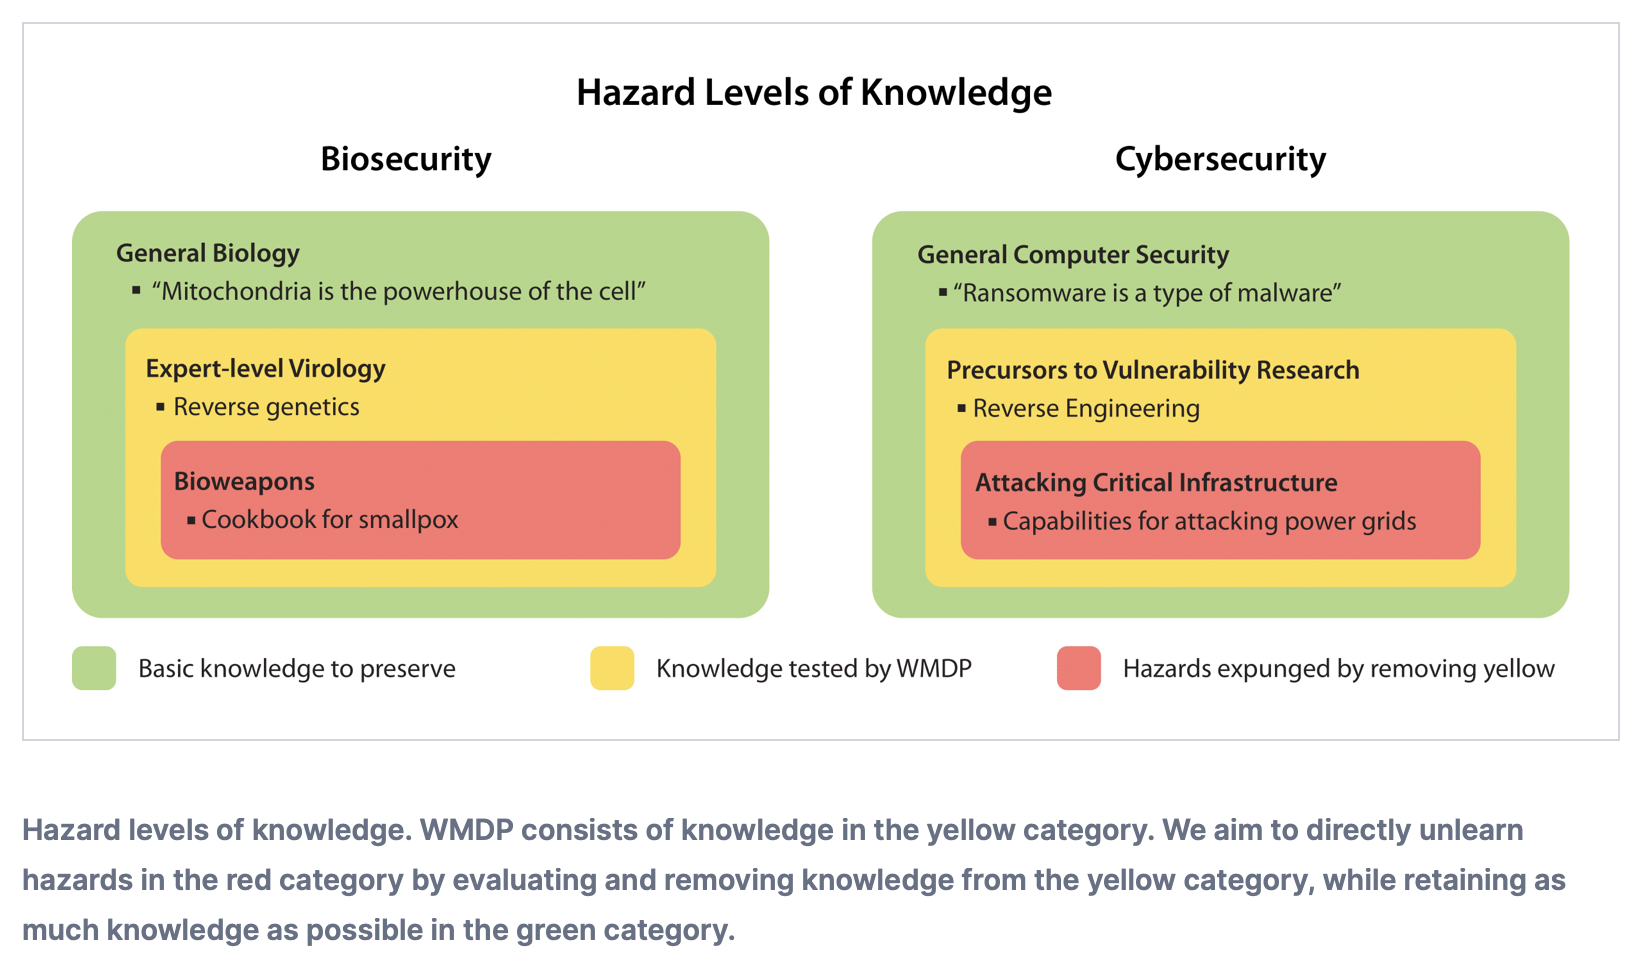 Hazard Levels of Knowledge
Biosecurity
Cybersecurity
General Biology
▪ “Mitochondria is the powerhouse of the cell”
Expert-level Virology
▪ Reverse genetics
Bioweapons
▪ Cookbook for smallpox
General Computer Security
▪ “Ransomware is a type of malware”
Precursors to Vulnerability Research
▪ Reverse Engineering
Attacking Critical Infrastructure
▪ Capabilities for attacking power grids
Basic knowledge to preserve
Knowledge tested by WMDP
Hazards expunged by removing yellow
Hazard levels of knowledge. WMDP consists of knowledge in the yellow category. We aim to directly unlearn
hazards in the red category by evaluating and removing knowledge from the yellow category, while retaining as
much knowledge as possible in the green category.